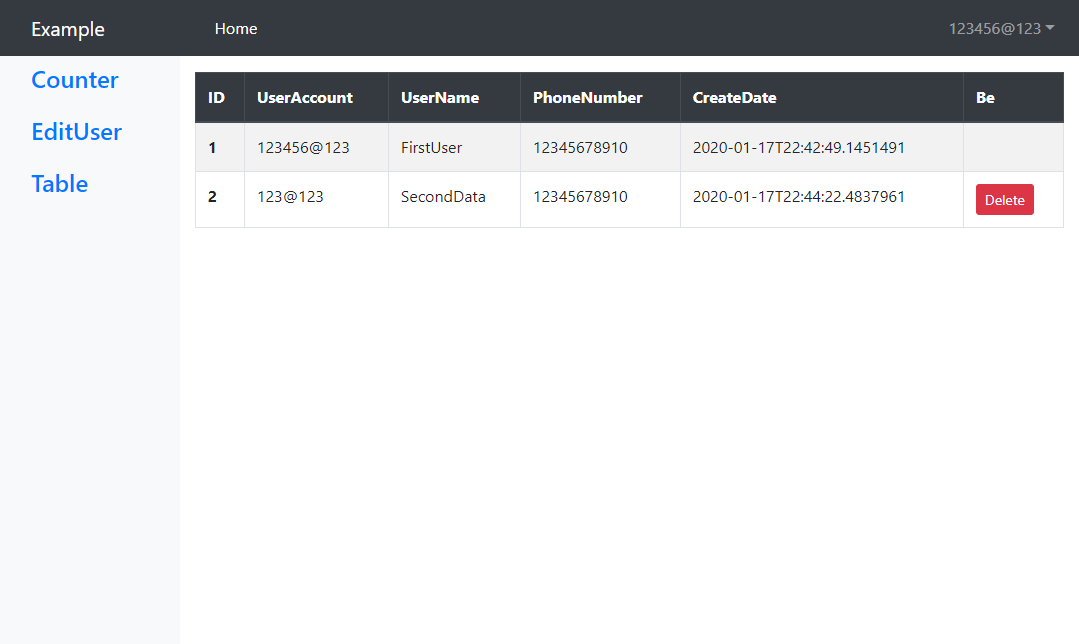 Example Home 123456@123
Counter
EditUser
Table
ID UserAccount UserName PhoneNumber CreateDate Be
1 123456@123 FirstUser 12345678910 2020-01-17T22:42:49.1451491
2 123@123 SecondData 12345678910 2020-01-17T22:44:22.4837961 Delete